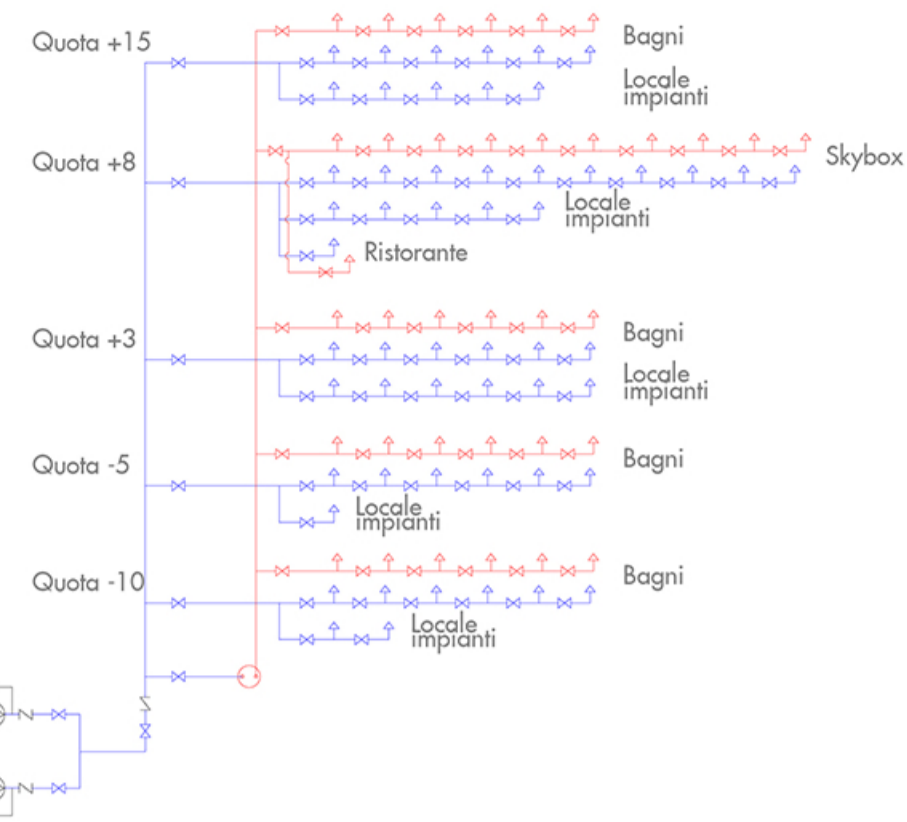 Quota +15
Bagni
Locale
impianti
Quota +8
Skybox
Locale
impianti
Ristorante
Quota +3
Bagni
Locale
impianti
Quota -5
Bagni
Locale
impianti
Quota -10
Bagni
Locale
impianti